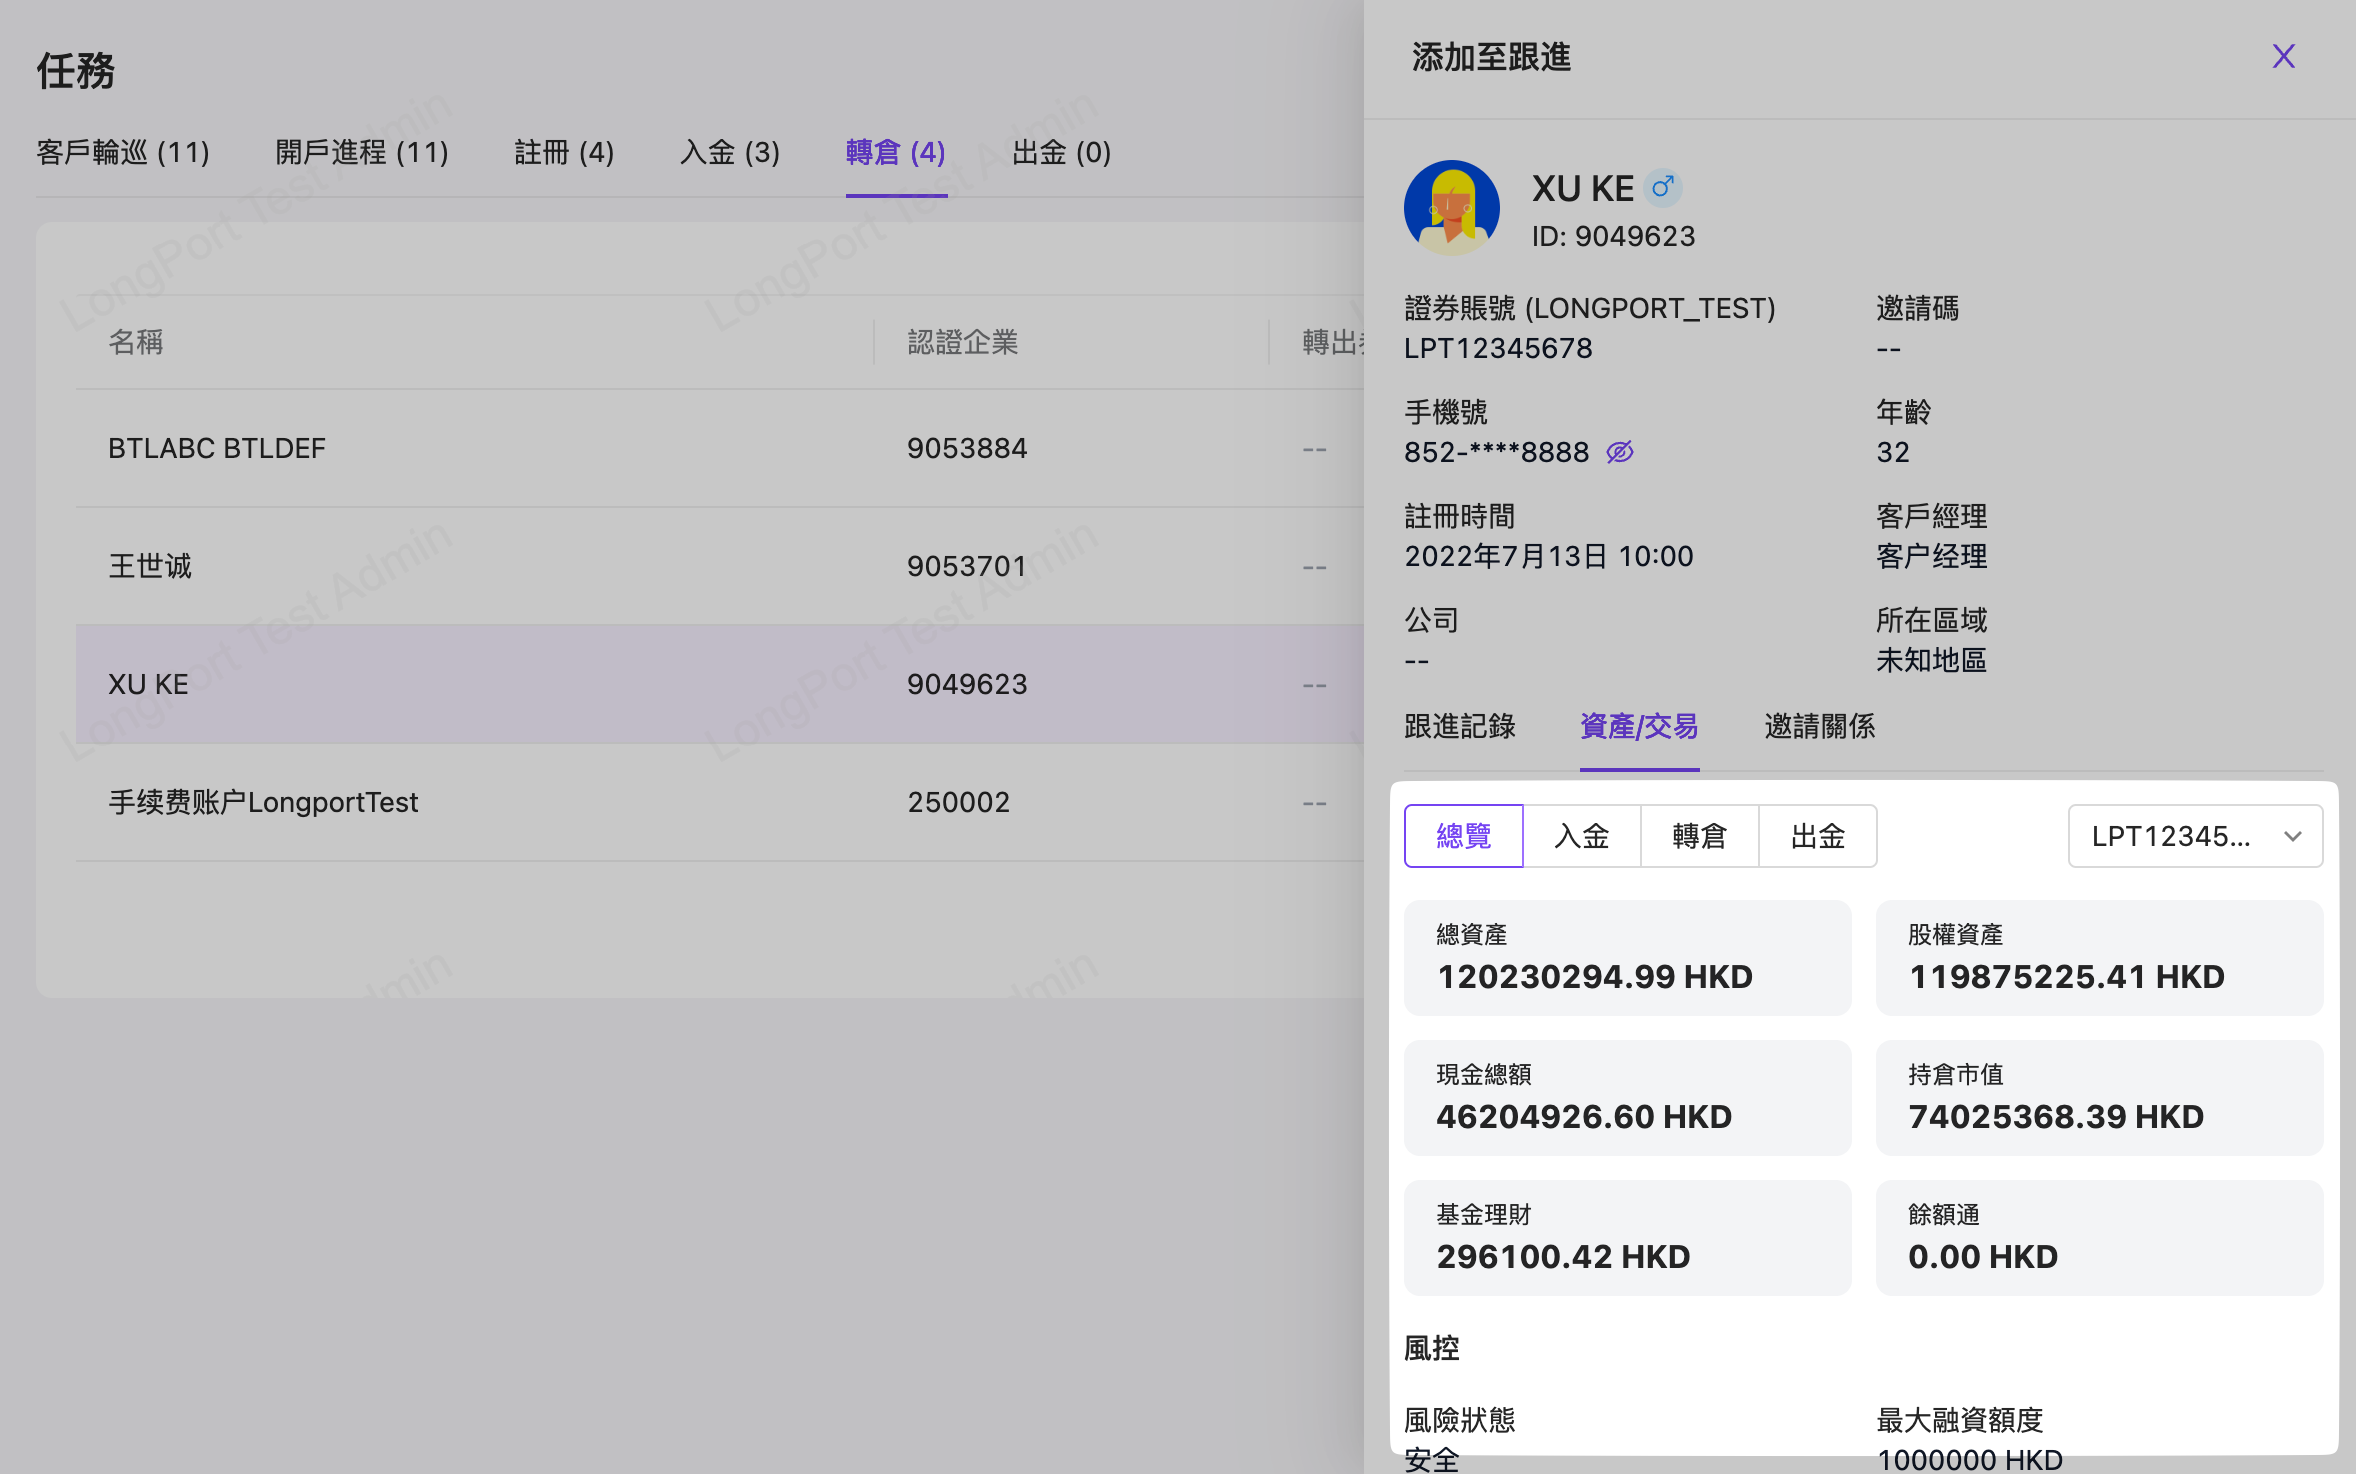 任務
客戶輪巡 (11)
開戶進程 (11)
註冊 (4)
入金 (3)
轉倉 (4)
出金 (0)
名稱
認證企業
轉出
BTLABC BTLDEF
9053884
--
王世诚
9053701
--
XU KE
9049623
--
手续费账户LongportTest
250002
--
LongPort Test Admin
LongPort Test Admin
LongPort Test Admin
LongPort Test Admin
添加至跟進
XU KE
ID: 9049623
證券賬號 (LONGPORT_TEST)
LPT12345678
邀請碼
--
手機號
852-****8888
年齡
32
註冊時間
2022年7月13日 10:00
客戶經理
客户经理
公司
--
所在區域
未知地區
跟進記錄
資產/交易
邀請關係
總覽
入金
轉倉
出金
LPT12345...
總資產
120230294.99 HKD
股權資產
119875225.41 HKD
現金總額
46204926.60 HKD
持倉市值
74025368.39 HKD
基金理財
296100.42 HKD
餘額通
0.00 HKD
風控
風險狀態
安全
最大融資額度
1000000 HKD